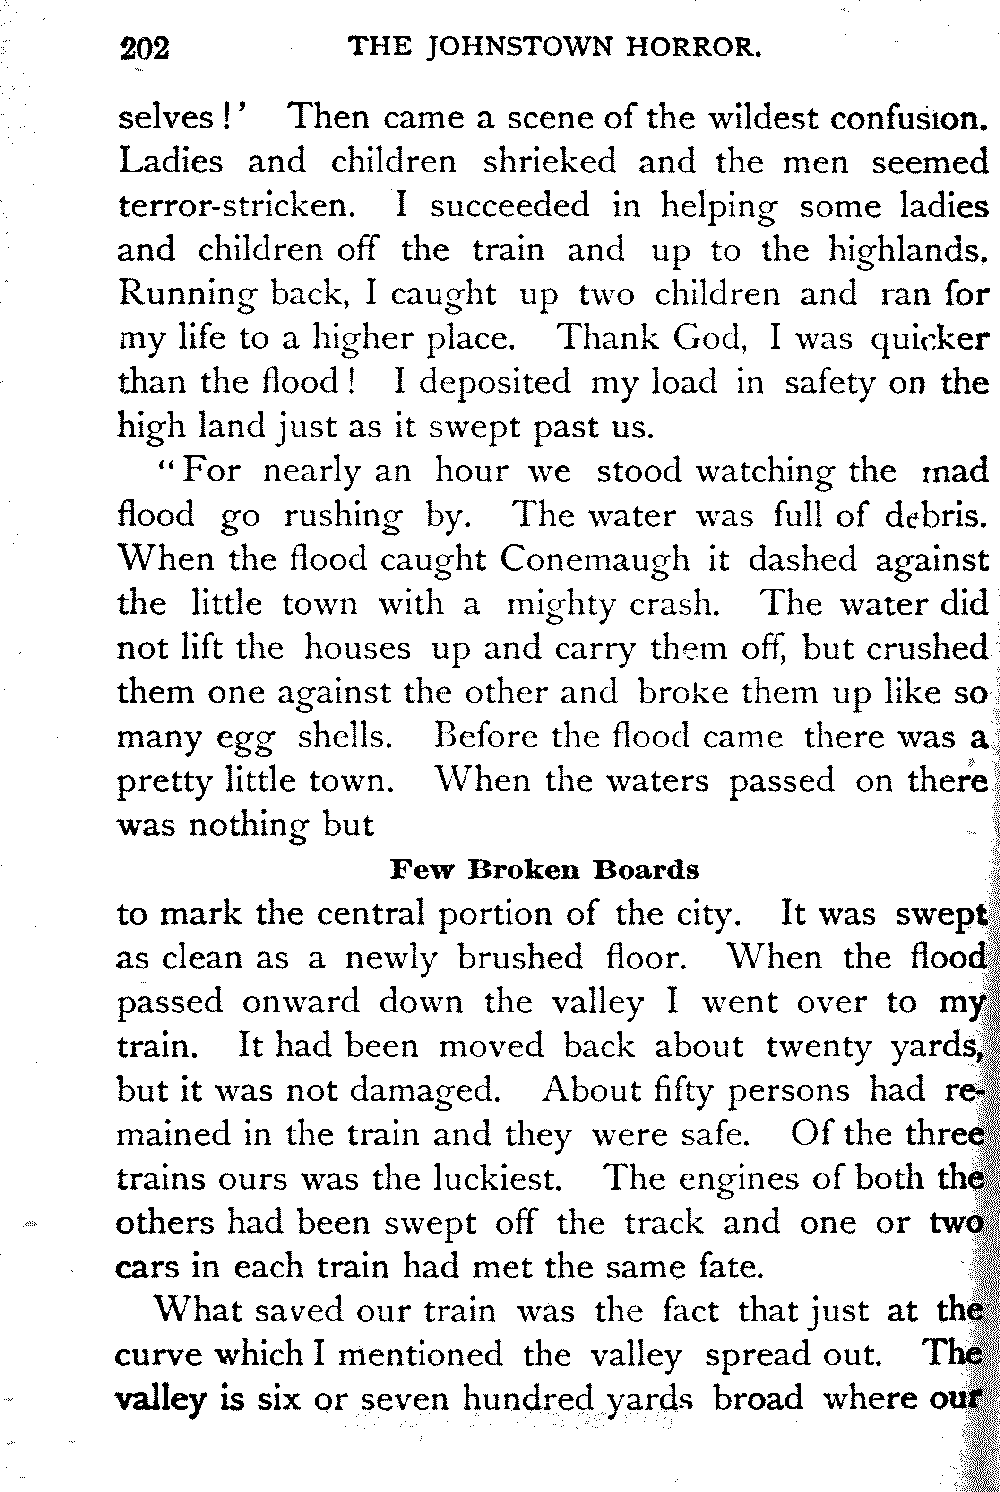 202 THE JOHNSTOWN HORROR.
selves!' Then came a scene of the wildest confusion.
Ladies and children shrieked and the men seemed
terror-stricken. I succeeded in helping some ladies
and children off the train and up to the highlands.
Running back, I caught up two children and ran for
my life to a higher place. Thank God, I was quicker
than the flood! I deposited my load in safety on the
high land just as it swept past us.
"For nearly an hour we stood watching the mad
flood go rushing by. The water was full of debris.
When the flood caught Conemaugh it dashed against
the little town with a mighty crash. The water did
not lift the houses up and carry them off, but crushed
them one against the other and broke them up like so
many egg shells. Before the flood came there was a
pretty little town. When the waters passed on there
was nothing but
Few Broken Boards
to mark the central portion of the city. It was swept
as clean as a newly brushed floor. When the flood
passed onward down the valley I went over to my
train. It had been moved back about twenty yards,
but it was not damaged. About fifty persons had re-
mained in the train and they were safe. Of the three
trains ours was the luckiest. The engines of both the
others had been swept off the track and one or two
cars in each train had met the same fate.
What saved our train was the fact that just at the
curve which I mentioned the valley spread out. The
valley is six or seven hundred yards broad where our